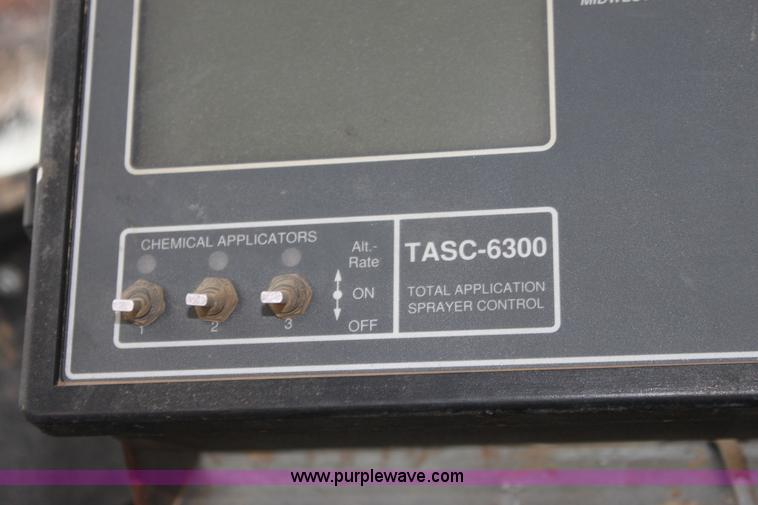 CHEMICAL APPLICATORS
Alt.-
Rate
ON
OFF
1 2 3
TASC-6300
TOTAL APPLICATION
SPRAYER CONTROL
www.purplewave.com